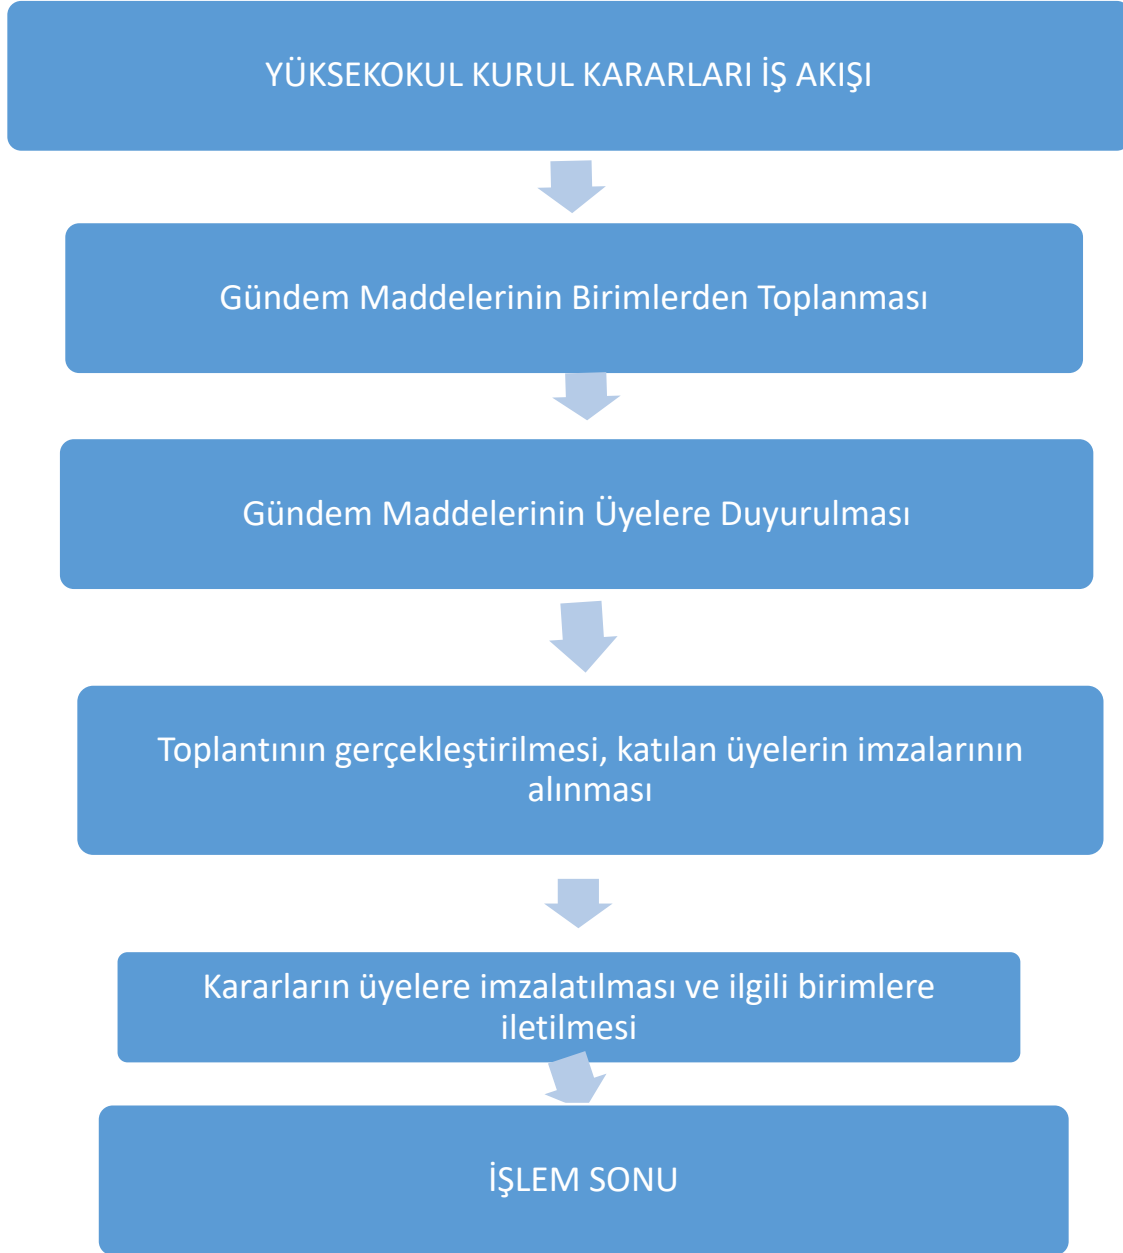 YÜKSEKOKUL KURUL KARARLARI İŞ AKIŞI
Gündem Maddelerinin Birimlerden Toplanması
Gündem Maddelerinin Üyelere Duyurulması
Toplantının gerçekleştirilmesi, katılan üyelerin imzalarının
alınması
Kararların üyelere imzalatılması ve ilgili birimlere
iletilmesi
İŞLEM SONU